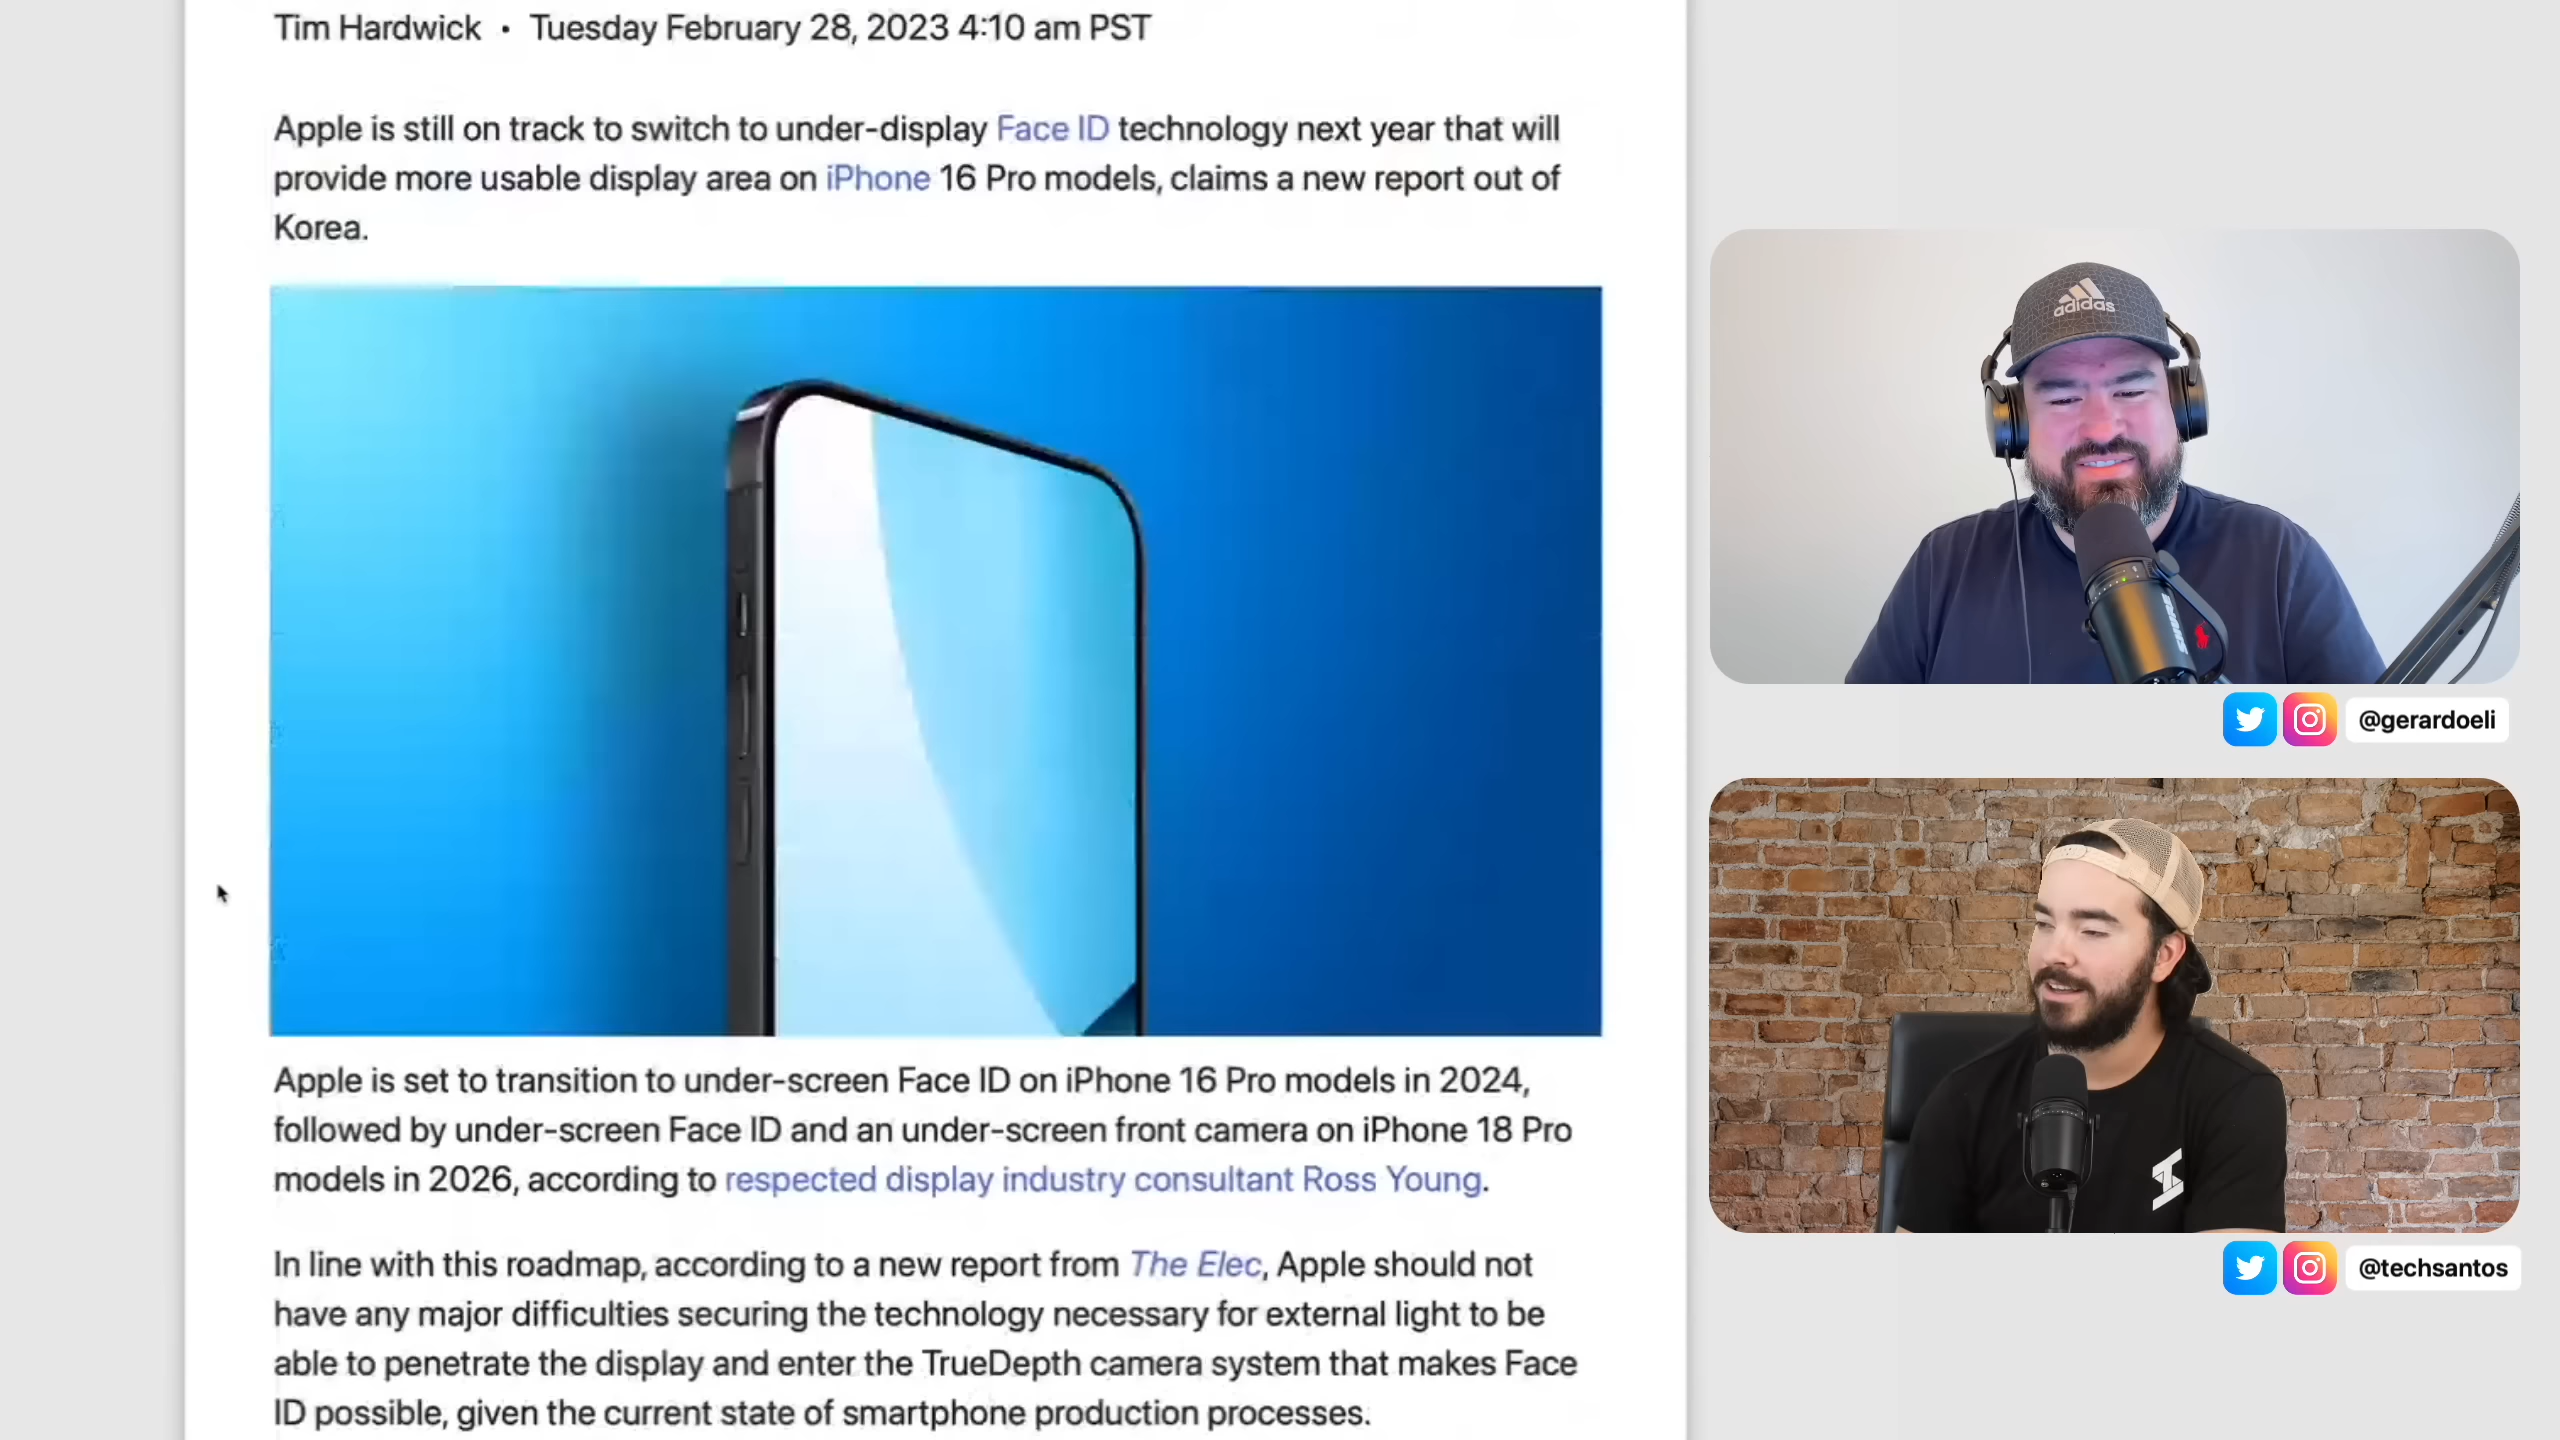 Tim Hardwick • Tuesday February 28, 2023 4:10 am PST
Apple is still on track to switch to under-display Face ID technology next year that will
provide more usable display area on iPhone 16 Pro models, claims a new report out of
Korea.
Apple is set to transition to under-screen Face ID on iPhone 16 Pro models in 2024,
followed by under-screen Face ID and an under-screen front camera on iPhone 18 Pro
models in 2026, according to respected display industry consultant Ross Young.
In line with this roadmap, according to a new report from The Elec, Apple should not
have any major difficulties securing the technology necessary for external light to be
able to penetrate the display and enter the TrueDepth camera system that makes Face
ID possible, given the current state of smartphone production processes.
adidas
SHURE
@gerardoeli
@techsantos